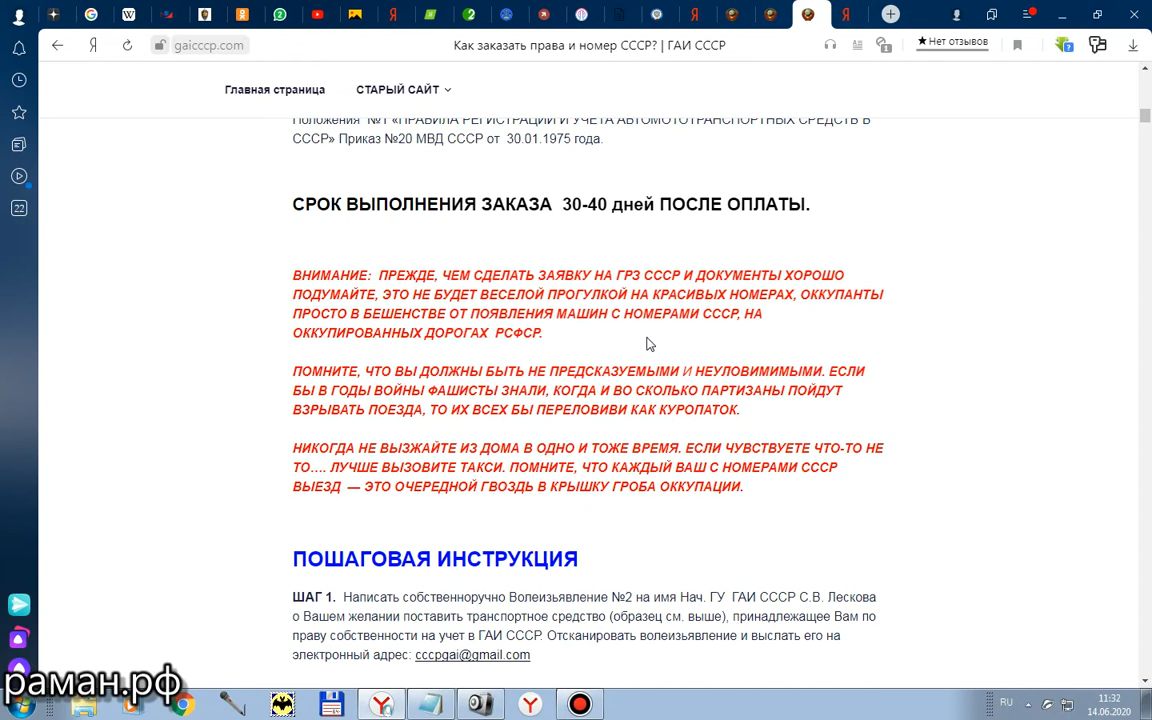 gaicccp.com
Как заказать права и номер СССР? | ГАИ СССР
★Нет отзывов
Главная страница
СТАРЫЙ САЙТ
Положения №1 «ПРАВИЛА РЕГИСТРАЦИИ И УЧЕТА АВТОМОТОТРАНСПОРТНЫХ СРЕДСТВ В
СССР» Приказ №20 МВД СССР от 30.01.1975 года.
СРОК ВЫПОЛНЕНИЯ ЗАКАЗА 30-40 дней ПОСЛЕ ОПЛАТЫ.
ВНИМАНИЕ: ПРЕЖДЕ, ЧЕМ СДЕЛАТЬ ЗАЯВКУ НА ГРЗ СССР И ДОКУМЕНТЫ ХОРОШО
ПОДУМАЙТЕ, ЭТО НЕ БУДЕТ ВЕСЕЛОЙ ПРОГУЛКОЙ НА КРАСИВЫХ НОМЕРАХ, ОККУПАНТЫ
ПРОСТО В БЕШЕНСТВЕ ОТ ПОЯВЛЕНИЯ МАШИН С НОМЕРАМИ СССР, НА
ОККУПИРОВАННЫХ ДОРОГАХ РСФСР.
ПОМНИТЕ, ЧТО ВЫ ДОЛЖНЫ БЫТЬ НЕ ПРЕДСКАЗУЕМЫМИ И НЕУЛОВИМИМЫМИ. ЕСЛИ
БЫ В ГОДЫ ВОЙНЫ ФАШИСТЫ ЗНАЛИ, КОГДА И ВО СКОЛЬКО ПАРТИЗАНЫ ПОЙДУТ
ВЗРЫВАТЬ ПОЕЗДА, ТО ИХ ВСЕХ БЫ ПЕРЕЛОВИВИ КАК КУРОПАТОК.
НИКОГДА НЕ ВЫЗЖАЙТЕ ИЗ ДОМА В ОДНО И ТОЖЕ ВРЕМЯ. ЕСЛИ ЧУВСТВУЕТЕ ЧТО-ТО НЕ
ТО…. ЛУЧШЕ ВЫЗОВИТЕ ТАКСИ. ПОМНИТЕ, ЧТО КАЖДЫЙ ВАШ С НОМЕРАМИ СССР
ВЫЕЗД — ЭТО ОЧЕРЕДНОЙ ГВОЗДЬ В КРЫШКУ ГРОБА ОККУПАЦИИ.
ПОШАГОВАЯ ИНСТРУКЦИЯ
ШАГ 1. Написать собственноручно Волеизъявление №2 на имя Нач. ГУ ГАИ СССР С.В. Лескова
о Вашем желании поставить транспортное средство (образец см. выше), принадлежащее Вам по
праву собственности на учет в ГАИ СССР. Отсканировать волеизьявление и выслать его на
электронный адрес: cccpgai@gmail.com
22
раман.рф
RU
11:32
14.06.2020